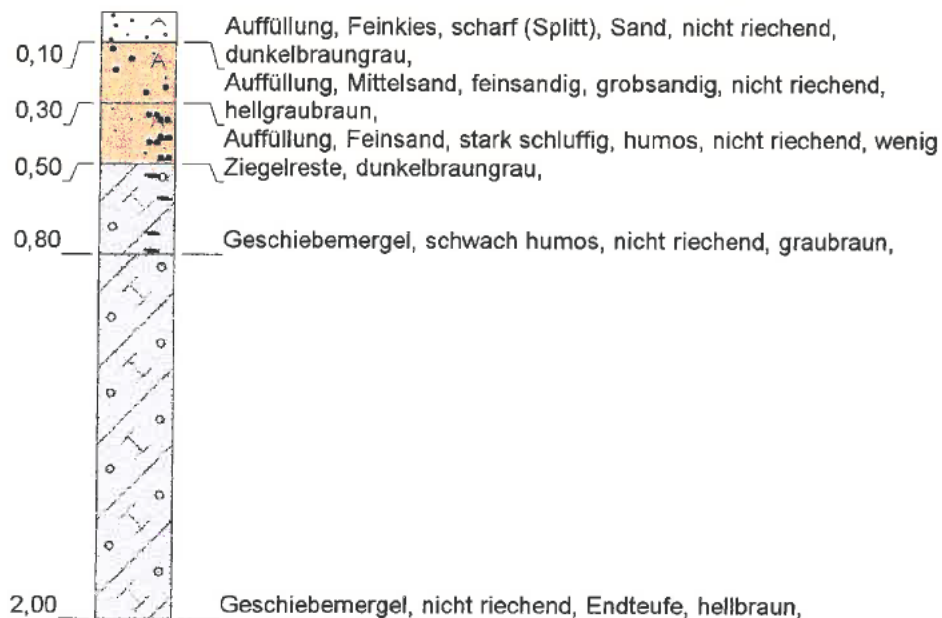 Auffüllung, Feinkies, scharf (Splitt), Sand, nicht riechend,
0,10 dunkelbraungrau,
A
Auffüllung, Mittelsand, feinsandig, grobsandig, nicht riechend,
0,30 hellgraubraun,
A
Auffüllung, Feinsand, stark schluffig, humos, nicht riechend, wenig
0,50 Ziegelreste, dunkelbraungrau,
0,80 Geschiebemergel, schwach humos, nicht riechend, graubraun,
2,00 Geschiebemergel, nicht riechend, Endteufe, hellbraun,